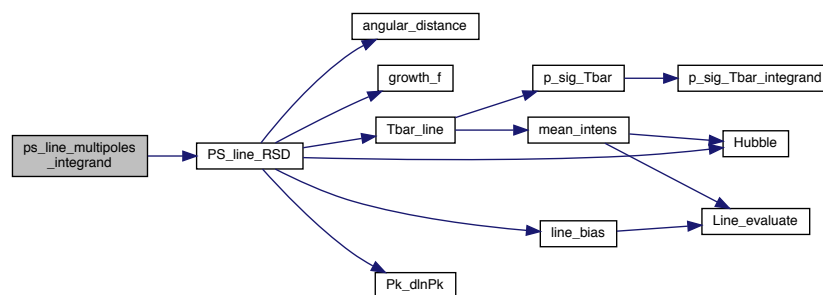 angular_distance
growth_f
p_sig_Tbar
p_sig_Tbar_integrand
ps_line_multipoles
_integrand
PS_line_RSD
Tbar_line
mean_intens
Hubble
line_bias
Line_evaluate
Pk_dlnPk